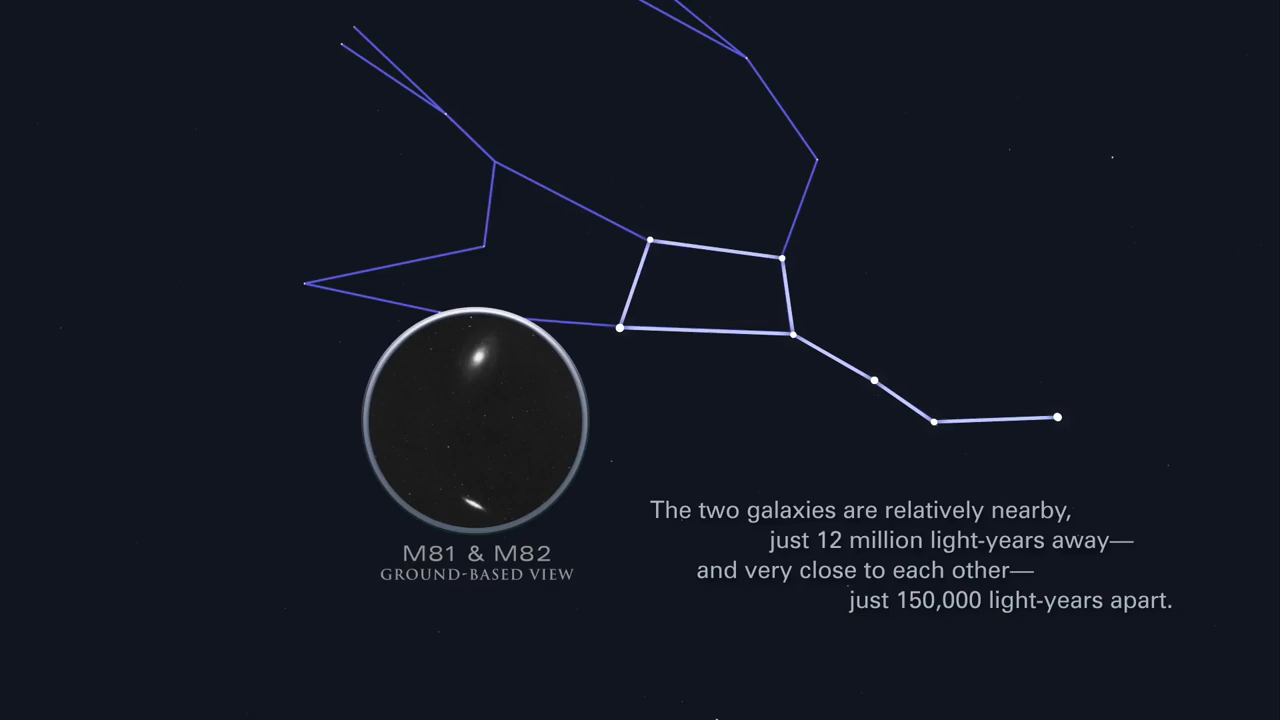 The two galaxies are relatively nearby,
just 12 million light-years away—
and very close to each other—
just 150,000 light-years apart.
M81 & M82
GROUND-BASED VIEW